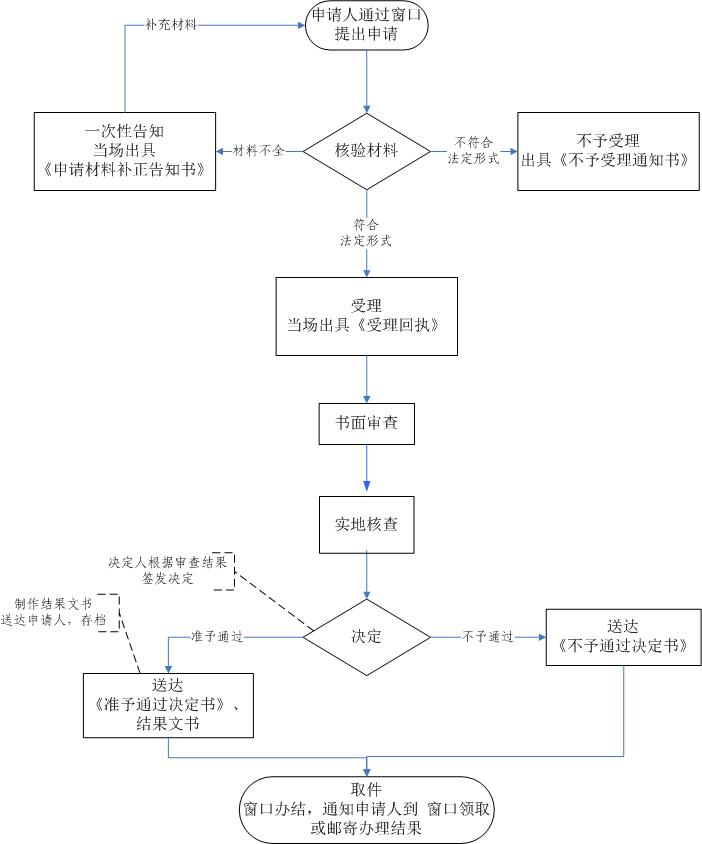 补充材料
申请人通过窗口
提出申请
一次性告知
当场出具
《申请材料补正告知书》
材料不全
核验材料
不符合
法定形式
不予受理
出具《不予受理通知书》
符合
法定形式
受理
当场出具《受理回执》
书面审查
实地核查
决定人根据审查结果
签发决定
制作结果文书
送达申请人，存档
准予通过
决定
不予通过
送达
《不予通过决定书》
送达
《准予通过决定书》、
结果文书
取件
窗口办结，通知申请人到 窗口领取
或邮寄办理结果